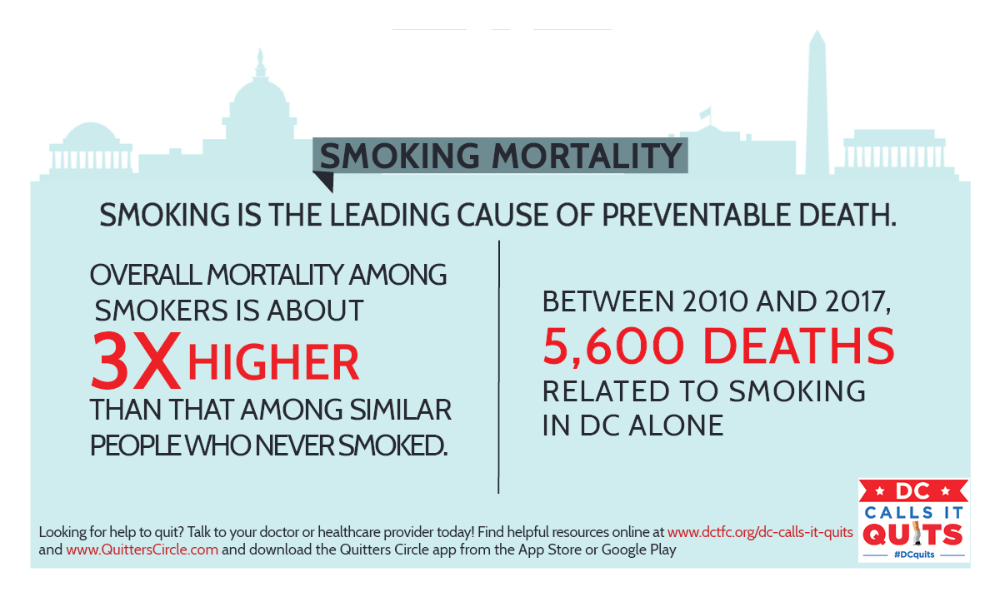 SMOKING MORTALITY
SMOKING IS THE LEADING CAUSE OF PREVENTABLE DEATH.
OVERALL MORTALITY AMONG
SMOKERS IS ABOUT
3X HIGHER
THAN THAT AMONG SIMILAR
PEOPLE WHO NEVER SMOKED.
BETWEEN 2010 AND 2017,
5,600 DEATHS
RELATED TO SMOKING
IN DC ALONE
Looking for help to quit? Talk to your doctor or healthcare provider today! Find helpful resources online at www.dctfc.org/dc-calls-it-quits
and www.QuittersCircle.com and download the Quitters Circle app from the App Store or Google Play
DC
CALLS IT
QUITS
#DCquits